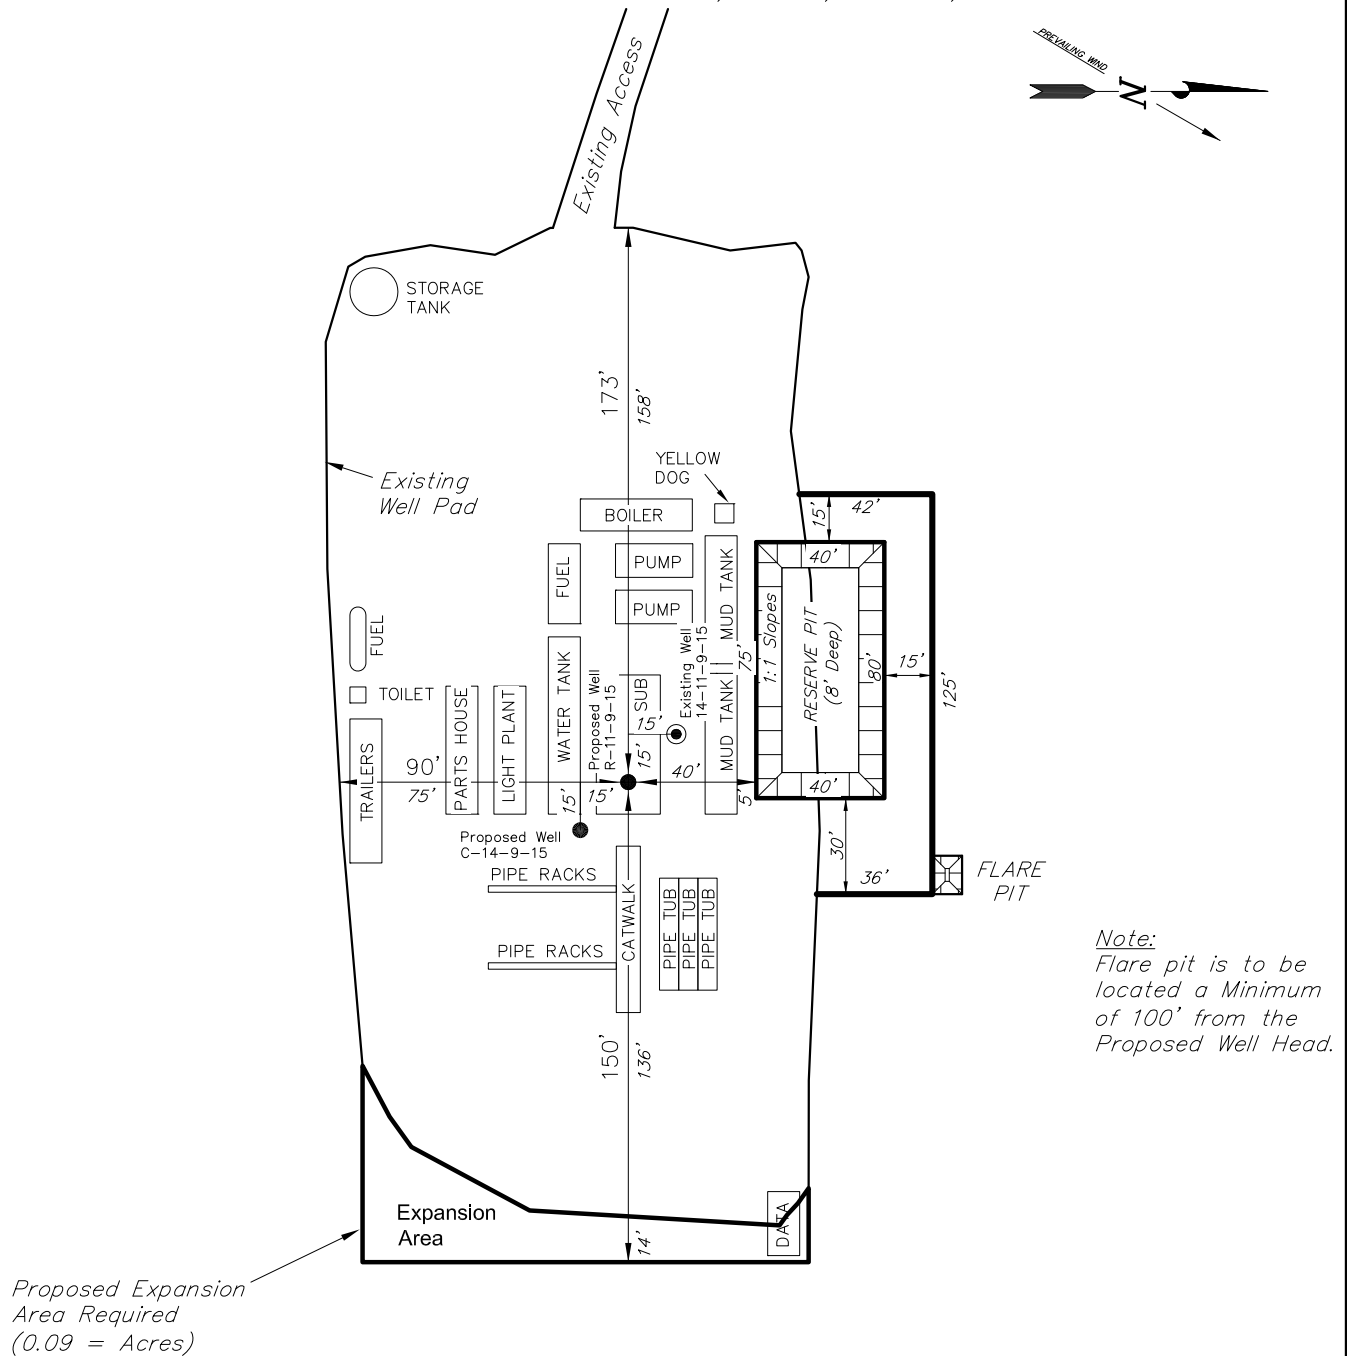 PREVAILING WIND
N
Existing Access
STORAGE
TANK
173'
158'
YELLOW
DOG
Existing
Well Pad
BOILER
FUEL
PUMP
PUMP
MUD TANK
MUD TANK
15'
42'
40'
1:1 Slopes
RESERVE PIT
(8' Deep)
80'
15'
125'
75'
40'
5'
FUEL
TOILET
TRAILERS
PARTS HOUSE
LIGHT PLANT
WATER TANK
Proposed Well
R-11-9-15
SUB
Existing Well
14-11-9-15
15'
15'
90'
75'
15'
15'
40'
Proposed Well
C-14-9-15
30'
36'
FLARE
PIT
PIPE RACKS
PIPE RACKS
CATWALK
PIPE TUB
PIPE TUB
PIPE TUB
Note:
Flare pit is to be
located a Minimum
of 100' from the
Proposed Well Head.
150'
136'
Expansion
Area
14'
DATA
Proposed Expansion
Area Required
(0.09 = Acres)